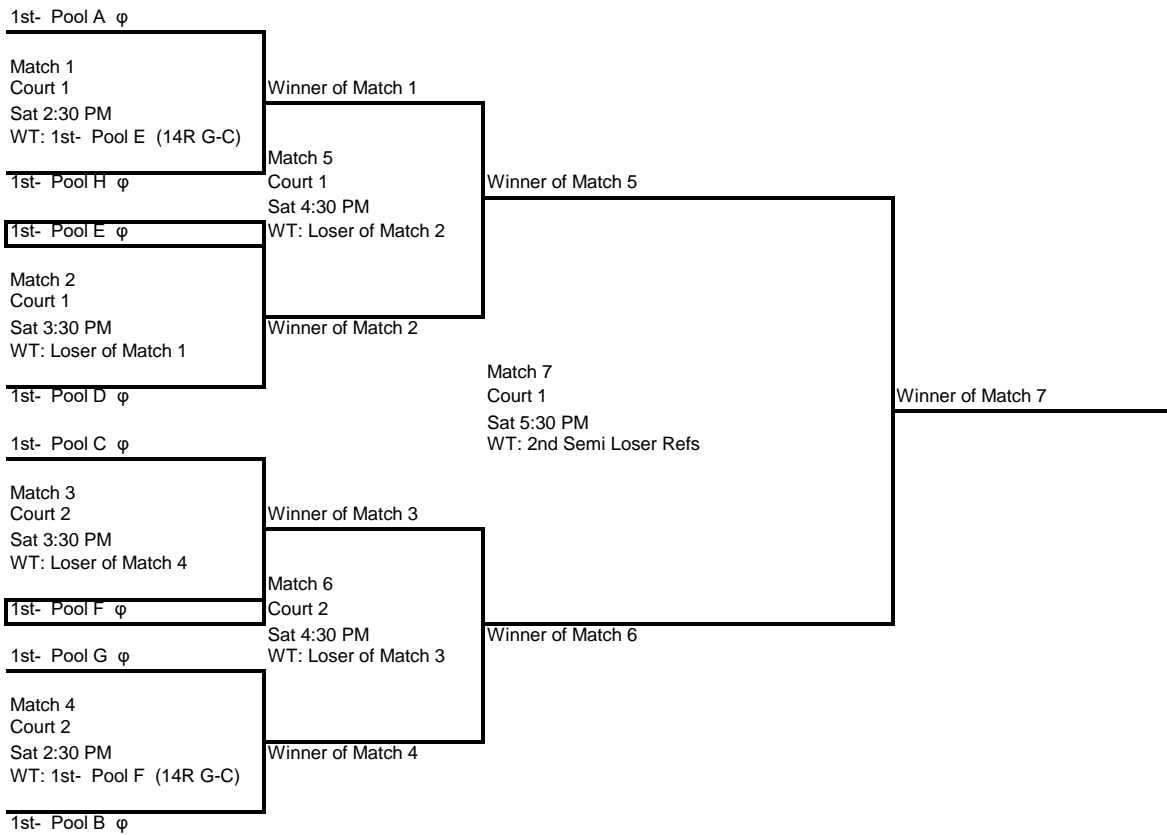 1st-  Pool A  φ
Match 1
Court 1
Sat 2:30 PM
WT: 1st-  Pool E  (14R G-C)
1st-  Pool H  φ
1st-  Pool E  φ
Match 2
Court 1
Sat 3:30 PM
WT: Loser of Match 1
1st-  Pool D  φ
1st-  Pool C  φ
Match 3
Court 2
Sat 3:30 PM
WT: Loser of Match 4
1st-  Pool F  φ
1st-  Pool G  φ
Match 4
Court 2
Sat 2:30 PM
WT: 1st-  Pool F  (14R G-C)
1st-  Pool B  φ
Winner of Match 1
Match 5
Court 1
Sat 4:30 PM
WT: Loser of Match 2
Winner of Match 2
Winner of Match 3
Match 6
Court 2
Sat 4:30 PM
WT: Loser of Match 3
Winner of Match 4
Winner of Match 5
Match 7
Court 1
Sat 5:30 PM
WT: 2nd Semi Loser Refs
Winner of Match 6
Winner of Match 7